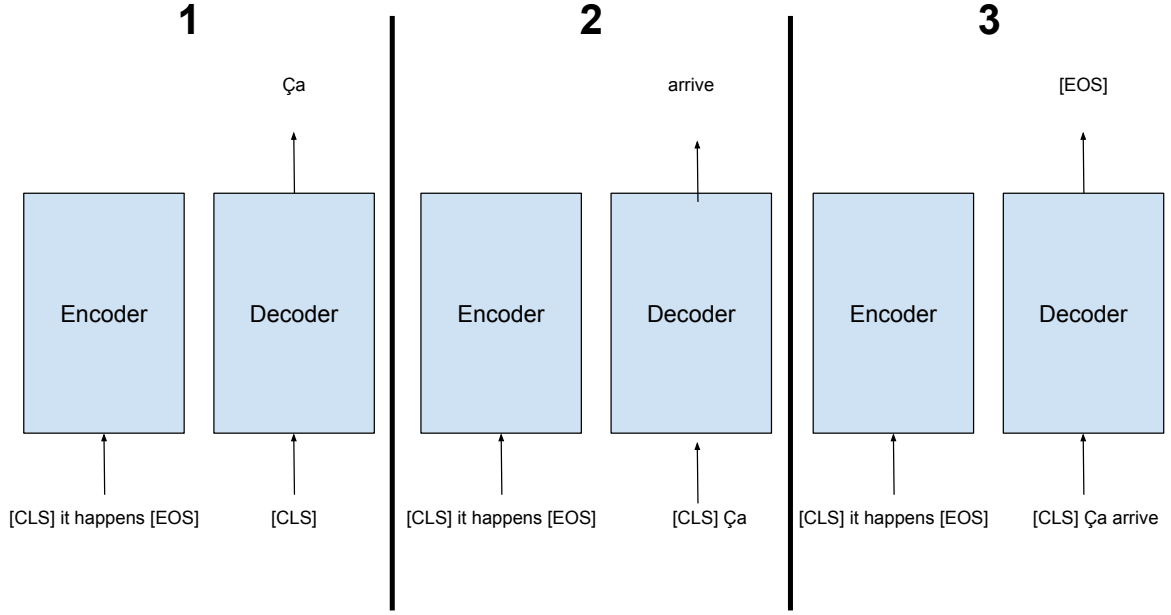 1
Ça
Encoder
Decoder
[CLS] it happens [EOS]
[CLS]
2
arrive
Encoder
Decoder
[CLS] it happens [EOS]
[CLS] Ça
3
[EOS]
Encoder
Decoder
[CLS] it happens [EOS]
[CLS] Ça arrive